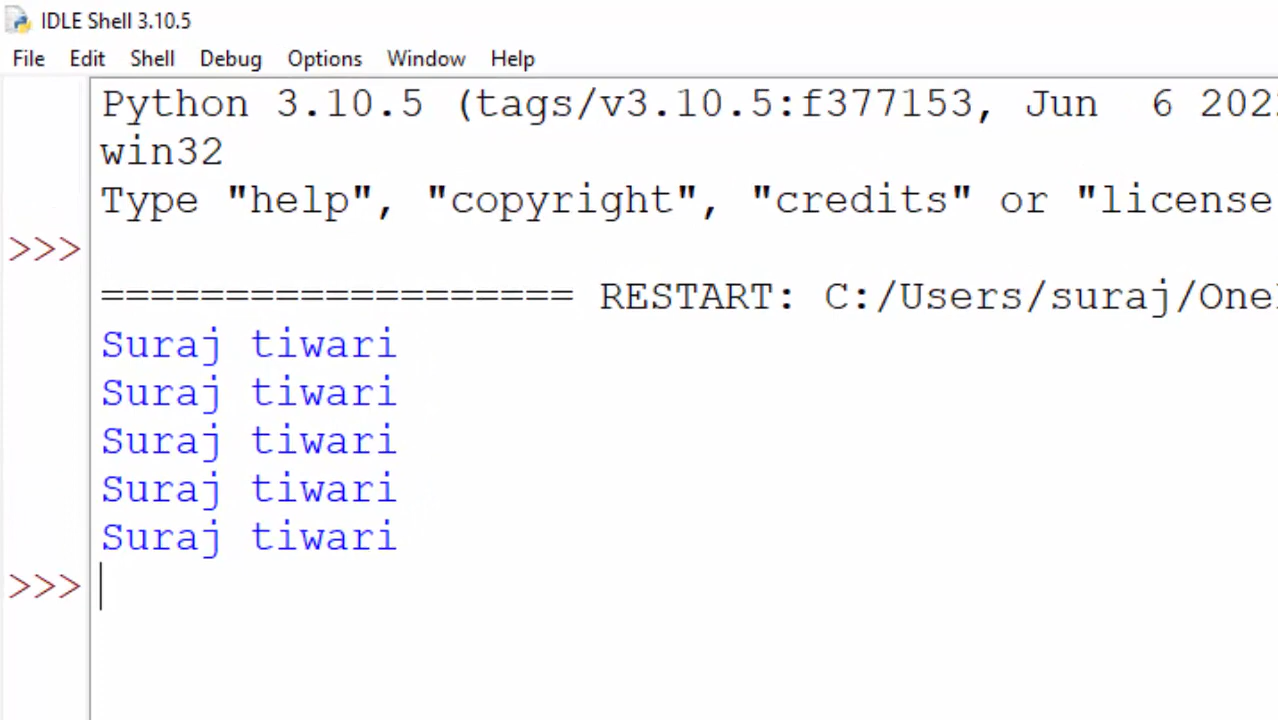 IDLE Shell 3.10.5
File Edit Shell Debug Options Window Help
Python 3.10.5 (tags/v3.10.5:f377153, Jun  6 202
win32
Type "help", "copyright", "credits" or "license
>>>
=================== RESTART: C:/Users/suraj/One
Suraj tiwari
Suraj tiwari
Suraj tiwari
Suraj tiwari
Suraj tiwari
>>>